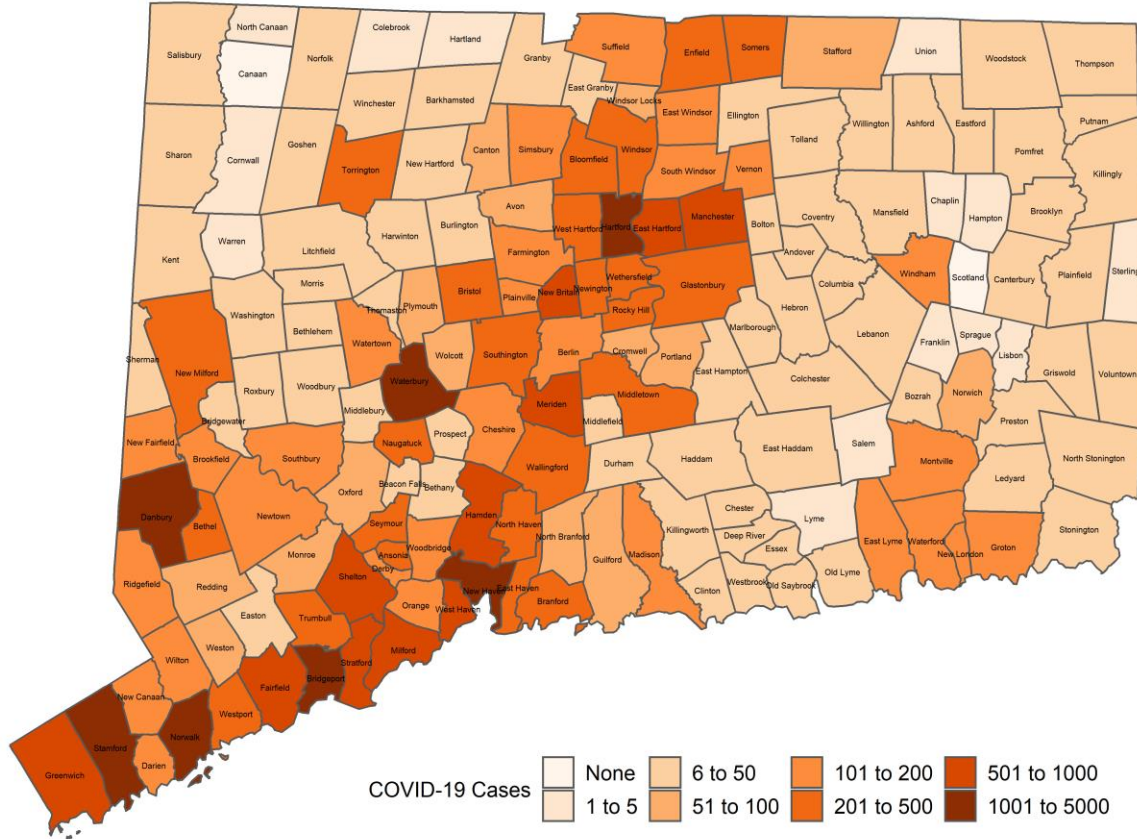 North Canaan
Colebrook
Hartland
Salisbury
Canaan
Norfolk
Granby
Suffield
Enfield
Somers
Stafford
Union
Woodstock
Thompson
East Granby
Windsor Locks
Winchester
Barkhamsted
East Windsor
Ellington
Willington
Ashford
Eastford
Putnam
Sharon
Cornwall
Goshen
Torrington
New Hartford
Canton
Simsbury
Bloomfield
Windsor
South Windsor
Vernon
Tolland
Pomfret
Killingly
Kent
Warren
Litchfield
Harwinton
Burlington
Avon
West Hartford
Hartford
East Hartford
Manchester
Bolton
Coventry
Mansfield
Chaplin
Hampton
Brooklyn
Farmington
Andover
Morris
Washington
Bethlehem
Thomaston
Plymouth
Bristol
Plainville
New Britain
Newington
Wethersfield
Glastonbury
Hebron
Columbia
Windham
Scotland
Canterbury
Plainfield
Sterling
Rocky Hill
Marlborough
Lebanon
Sherman
New Milford
Roxbury
Woodbury
Watertown
Waterbury
Wolcott
Southington
Berlin
Cromwell
Portland
East Hampton
Colchester
Franklin
Sprague
Lisbon
Griswold
Voluntown
Bridgewater
Middlebury
Naugatuck
Prospect
Cheshire
Meriden
Middlefield
Middletown
Bozrah
Norwich
Preston
New Fairfield
Brookfield
Southbury
Oxford
Beacon Falls
Bethany
Wallingford
Durham
Haddam
East Haddam
Salem
Montville
Ledyard
North Stonington
Danbury
Bethel
Newtown
Seymour
Ansonia
Derby
Woodbridge
Hamden
North Haven
North Branford
Guilford
Madison
Killingworth
Chester
Deep River
Essex
Lyme
East Lyme
Waterford
New London
Groton
Stonington
Ridgefield
Redding
Monroe
Shelton
Orange
West Haven
New Haven
East Haven
Branford
Clinton
Westbrook
Old Saybrook
Old Lyme
Easton
Trumbull
Wilton
Weston
Fairfield
Bridgeport
Stratford
Milford
New Canaan
Westport
Greenwich
Stamford
Darien
Norwalk
COVID-19 Cases
None
1 to 5
6 to 50
51 to 100
101 to 200
201 to 500
501 to 1000
1001 to 5000